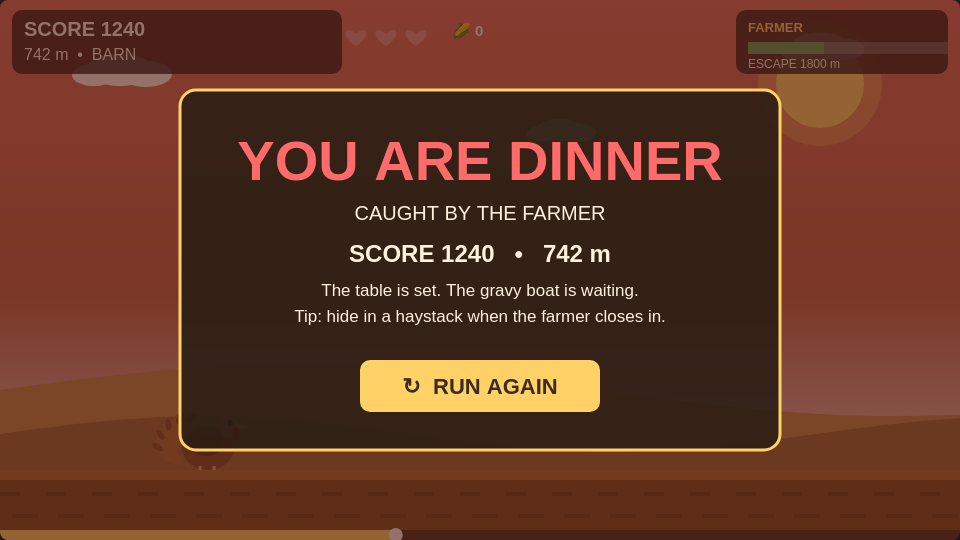 SCORE 1240
742 m • BARN
🌽 0
FARMER
ESCAPE 1800 m
YOU ARE DINNER
CAUGHT BY THE FARMER
SCORE 1240 • 742 m
The table is set. The gravy boat is waiting.
Tip: hide in a haystack when the farmer closes in.
↻ RUN AGAIN